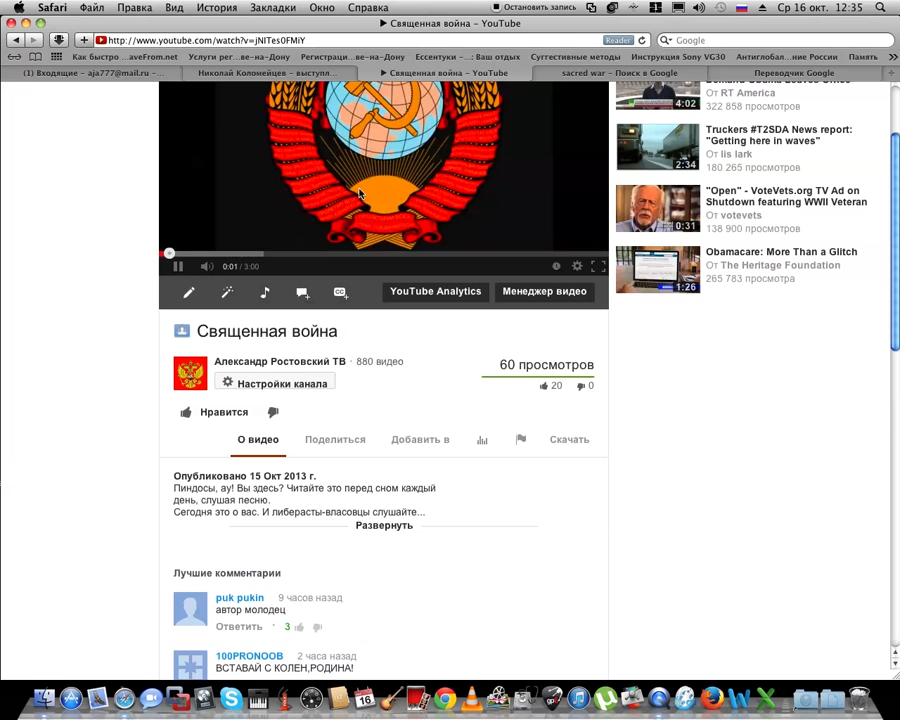 Safari Файл Правка Вид История Закладки Окно Справка Остановить запись Ср 16 окт. 12:35
Священная война – YouTube
http://www.youtube.com/watch?v=jNITes0FMiY Reader Google
Как быстро ...aveFrom.net Услуги рег...ве-на-Дону Регистраци...ве-на-Дону Ессентуки –: Ваш отдых Суггестивные методы Инструкция Sony VG30 Антиглобал...ние России Память
(1) Входящие – aja777@mail.ru – ... Николай Коломейцев – выступл... Священная война – YouTube sacred war – Поиск в Google Переводчик Google
От RT America
4:02
322 858 просмотров
Truckers #T2SDA News report:
"Getting here in waves"
От lis lark
2:34
180 265 просмотров
"Open" - VoteVets.org TV Ad on
Shutdown featuring WWII Veteran
От votevets
0:31
138 900 просмотров
Obamacare: More Than a Glitch
От The Heritage Foundation
265 783 просмотра
1:26
0:01 / 3:00
YouTube Analytics Менеджер видео
Священная война
Александр Ростовский ТВ · 880 видео
Настройки канала
60 просмотров
20 0
Нравится
О видео Поделиться Добавить в Скачать
Опубликовано 15 Окт 2013 г.
Пиндосы, ау! Вы здесь? Читайте это перед сном каждый
день, слушая песню.
Сегодня это о вас. И либерасты-власовцы слушайте...
Развернуть
Лучшие комментарии
puk pukin 9 часов назад
автор молодец
Ответить · 3
100PRONOOB 2 часа назад
ВСТАВАЙ С КОЛЕН,РОДИНА!